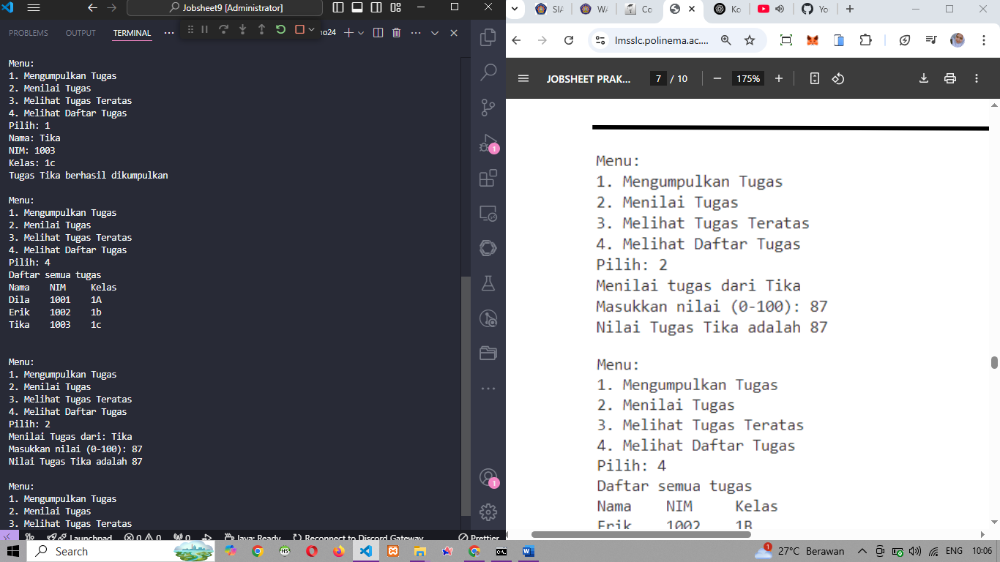 Jobsheet9 [Administrator]
PROBLEMS OUTPUT TERMINAL ... no24
Menu:
1. Mengumpulkan Tugas
2. Menilai Tugas
3. Melihat Tugas Teratas
4. Melihat Daftar Tugas
Pilih: 1
Nama: Tika
NIM: 1003
Kelas: 1c
Tugas Tika berhasil dikumpulkan
Menu:
1. Mengumpulkan Tugas
2. Menilai Tugas
3. Melihat Tugas Teratas
4. Melihat Daftar Tugas
Pilih: 4
Daftar semua tugas
Nama NIM Kelas
Dila 1001 1A
Erik 1002 1b
Tika 1003 1c
Menu:
1. Mengumpulkan Tugas
2. Menilai Tugas
3. Melihat Tugas Teratas
4. Melihat Daftar Tugas
Pilih: 2
Menilai Tugas dari: Tika
Masukkan nilai (0-100): 87
Nilai Tugas Tika adalah 87
Menu:
1. Mengumpulkan Tugas
2. Menilai Tugas
3. Melihat Tugas Teratas
1
1
Launchpad 0 0 0 Java: Ready Reconnect to Discord Gateway Prettier
SIA WA Co Ko Yo
lmsslc.polinema.ac....
JOBSHEET PRAK... 7 / 10 175%
Menu:
1. Mengumpulkan Tugas
2. Menilai Tugas
3. Melihat Tugas Teratas
4. Melihat Daftar Tugas
Pilih: 2
Menilai tugas dari Tika
Masukkan nilai (0-100): 87
Nilai Tugas Tika adalah 87
Menu:
1. Mengumpulkan Tugas
2. Menilai Tugas
3. Melihat Tugas Teratas
4. Melihat Daftar Tugas
Pilih: 4
Daftar semua tugas
Nama NIM Kelas
Erik 1002 1B
Search
1 27°C Berawan ENG 10:06